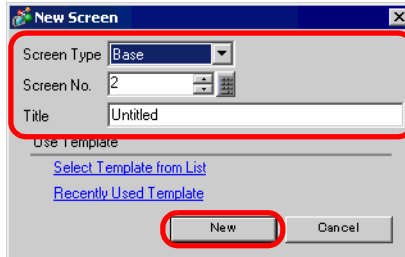 New Screen
Screen Type Base
Screen No. 2
Title Untitled
Use Template
Select Template from List
Recently Used Template
New Cancel